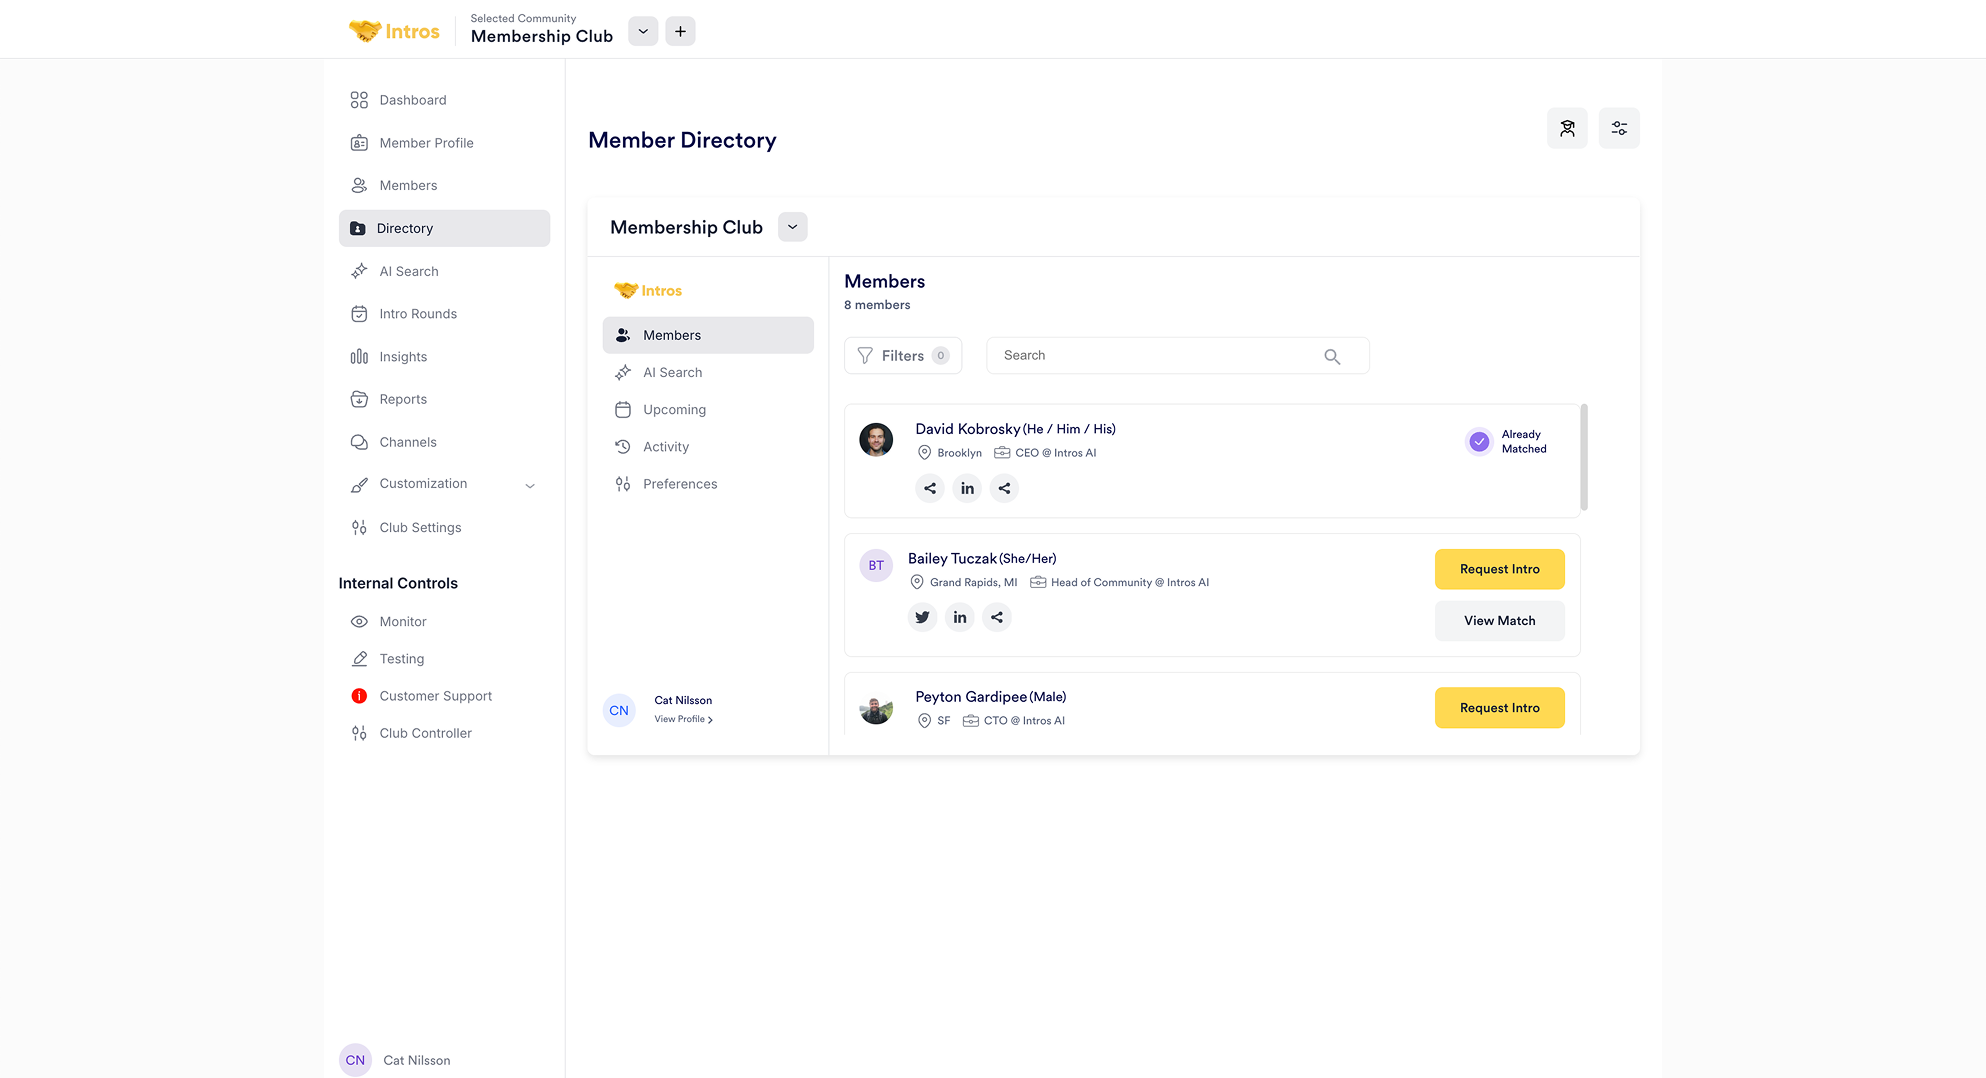 Intros
Selected Community
Membership Club
Dashboard
Member Profile
Members
Directory
AI Search
Intro Rounds
Insights
Reports
Channels
Customization
Club Settings
Internal Controls
Monitor
Testing
Customer Support
Club Controller
CN Cat Nilsson
Member Directory
Membership Club
Intros
Members
AI Search
Upcoming
Activity
Preferences
CN
Cat Nilsson
View Profile
Members
8 members
Filters 0
Search
David Kobrosky (He / Him / His)
Brooklyn CEO @ Intros AI
in
Already
Matched
BT
Bailey Tuczak (She/Her)
Grand Rapids, MI Head of Community @ Intros AI
in
Request Intro
View Match
Peyton Gardipee (Male)
SF CTO @ Intros AI
Request Intro